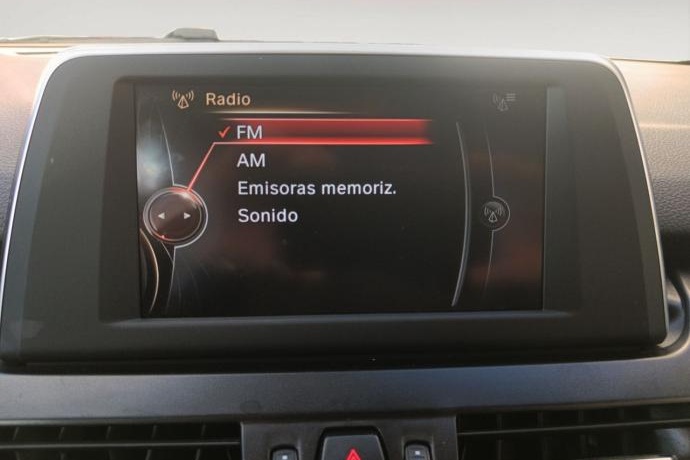 Radio
✓ FM
AM
Emisoras memoriz.
Sonido